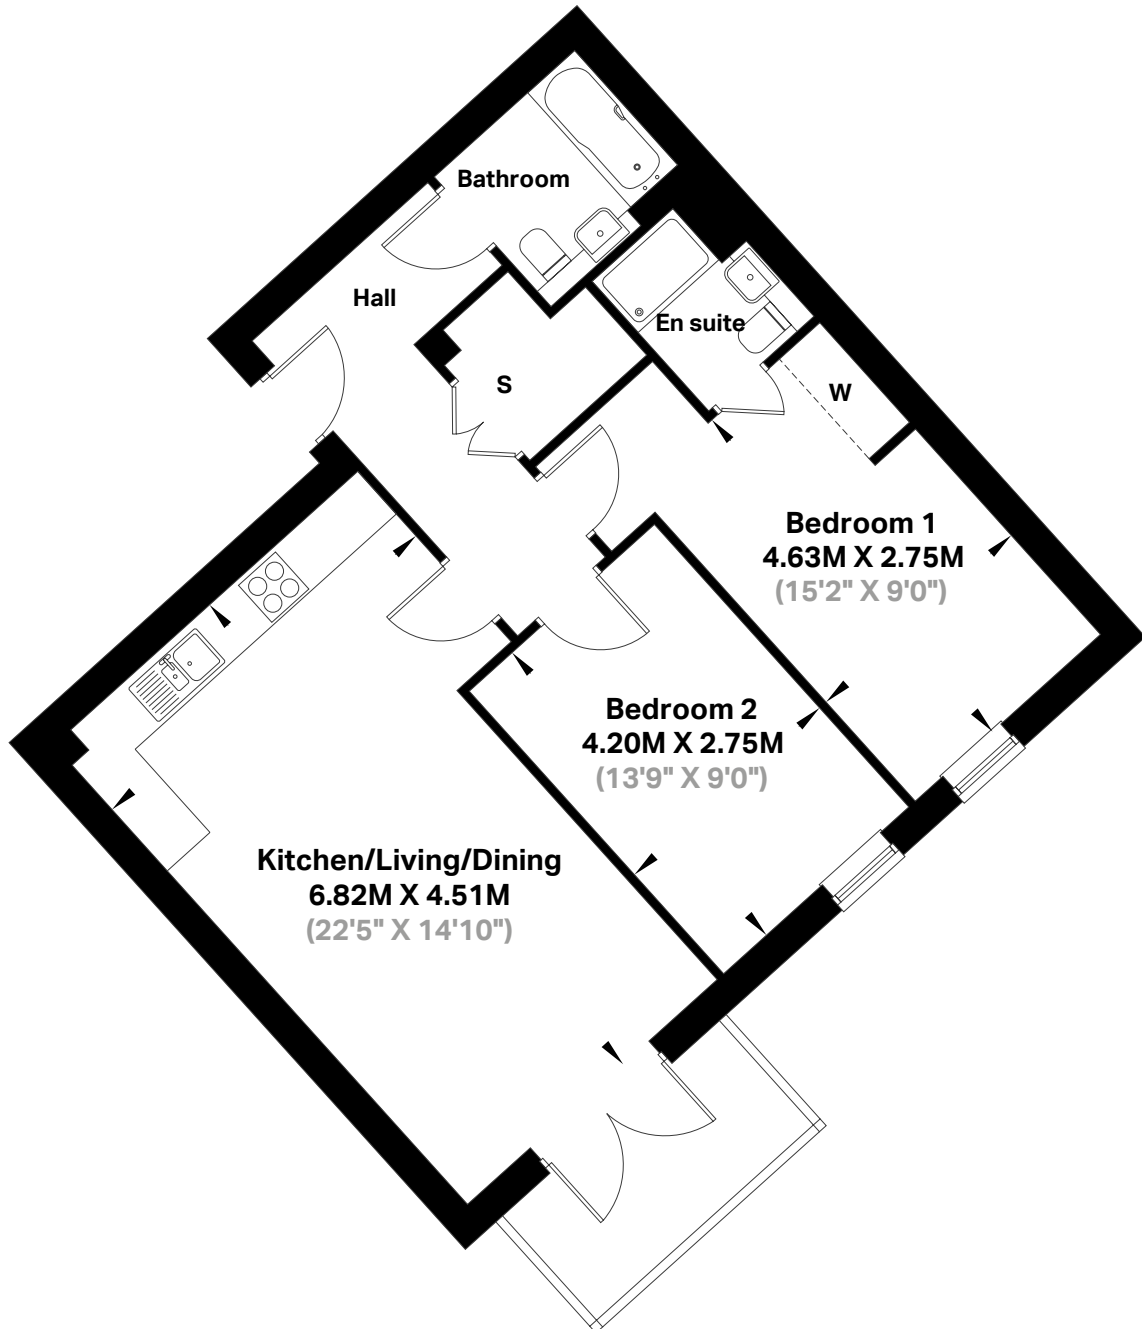 Bathroom
Hall
En suite
S
W
Bedroom 1
4.63M X 2.75M
(15'2" X 9'0")
Bedroom 2
4.20M X 2.75M
(13'9" X 9'0")
Kitchen/Living/Dining
6.82M X 4.51M
(22'5" X 14'10")